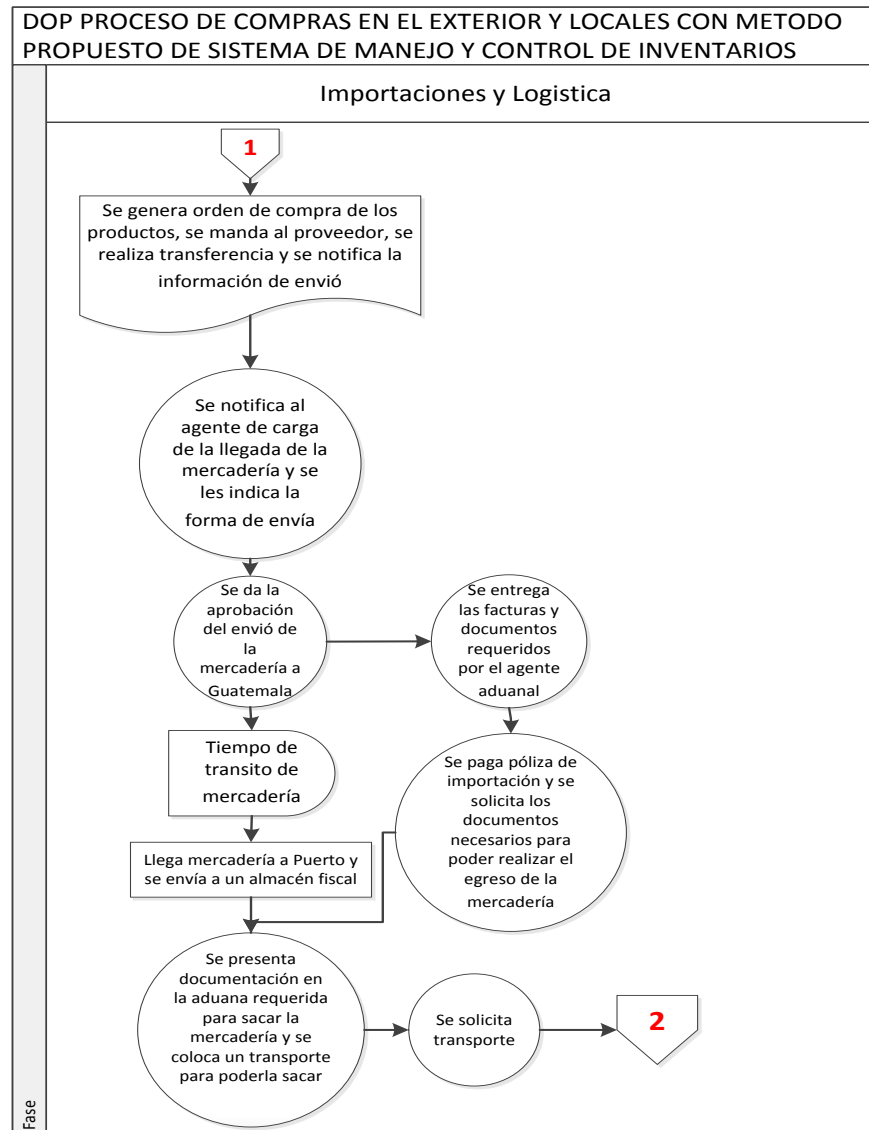 DOP PROCESO DE COMPRAS EN EL EXTERIOR Y LOCALES CON METODO
PROPUESTO DE SISTEMA DE MANEJO Y CONTROL DE INVENTARIOS
Importaciones y Logistica
1
Se genera orden de compra de los
productos, se manda al proveedor, se
realiza transferencia y se notifica la
información de envió
Se notifica al
agente de carga
de la llegada de la
mercadería y se
les indica la
forma de envía
Se da la
aprobación
del envió de
la
mercadería a
Guatemala
Se entrega
las facturas y
documentos
requeridos
por el agente
aduanal
Tiempo de
transito de
mercadería
Se paga póliza de
importación y se
solicita los
documentos
necesarios para
poder realizar el
egreso de la
mercadería
Llega mercadería a Puerto y
se envía a un almacén fiscal
Se presenta
documentación en
la aduana requerida
para sacar la
mercadería y se
coloca un transporte
para poderla sacar
Se solicita
transporte
2
Fase